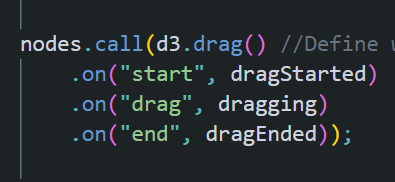 nodes.call(d3.drag() //Define
.on("start", dragStarted)
.on("drag", dragging)
.on("end", dragEnded));